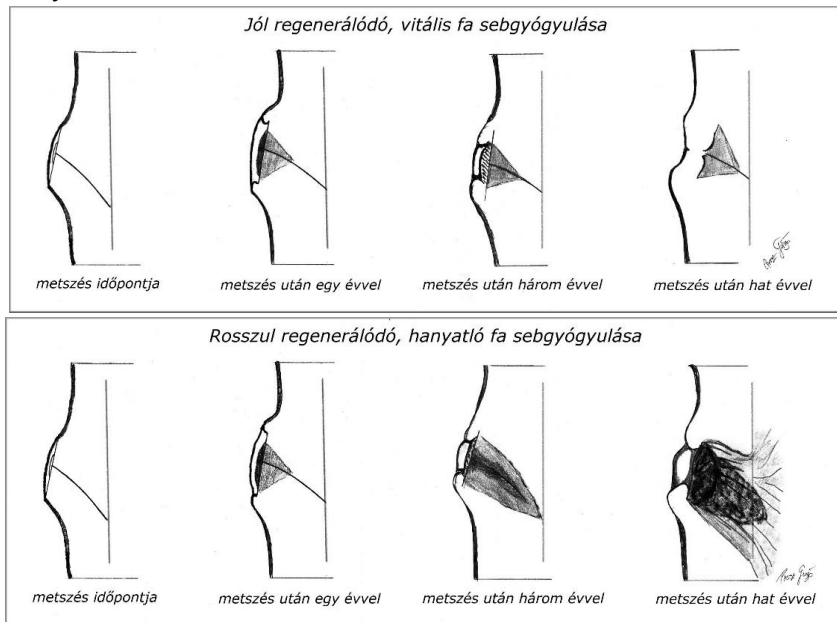 Jól regenerálódó, vitális fa sebgyógyulása
metszés időpontja
metszés után egy évvel
metszés után három évvel
metszés után hat évvel
Rosszul regenerálódó, hanyatló fa sebgyógyulása
metszés időpontja
metszés után egy évvel
metszés után három évvel
metszés után hat évvel